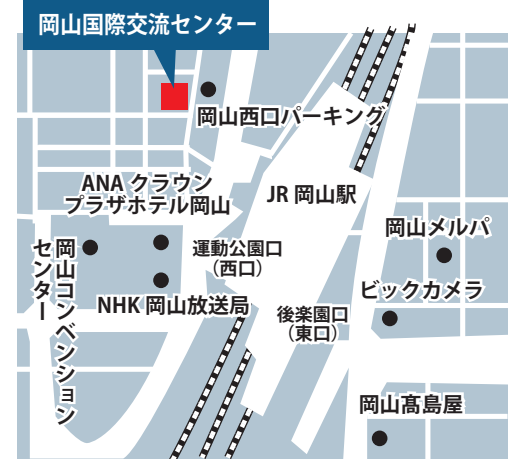 岡山国際交流センター
岡山西口パーキング
ANA クラウン
プラザホテル岡山
JR 岡山駅
岡山メルパ
運動公園口
（西口）
岡山コンベンション
センター
ビックカメラ
NHK 岡山放送局
後楽園口
（東口）
岡山髙島屋